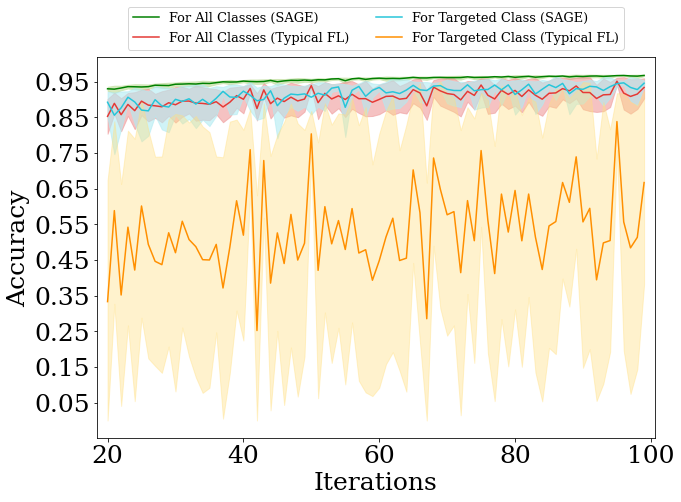 For All Classes (SAGE) For Targeted Class (SAGE)
For All Classes (Typical FL) For Targeted Class (Typical FL)
0.95
0.85
0.75
0.65
0.55
0.45
0.35
0.25
0.15
0.05
Accuracy
20 40 60 80 100
Iterations